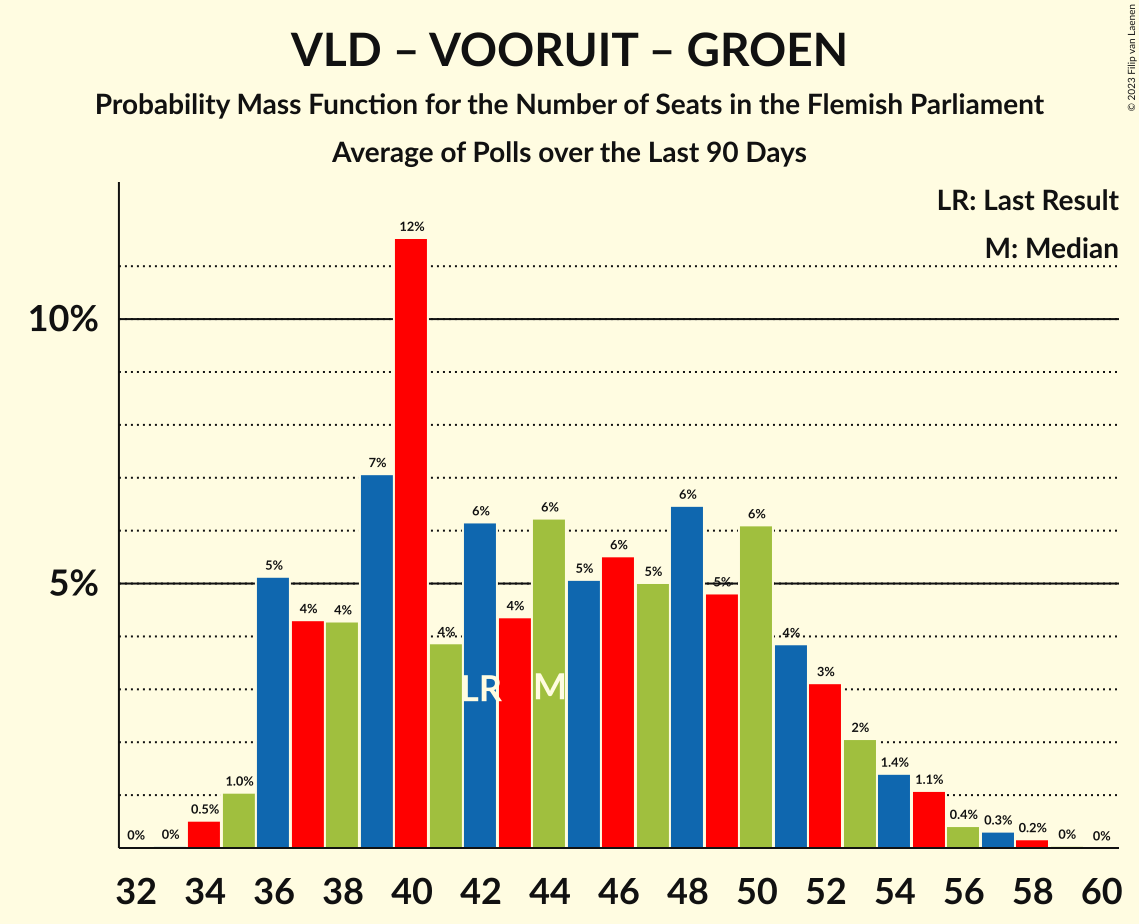 VLD – VOORUIT – GROEN
Probability Mass Function for the Number of Seats in the Flemish Parliament
Average of Polls over the Last 90 Days
© 2023 Filip van Laenen
LR: Last Result
M: Median
10%
5%
0% 0% 0.5% 1.0% 5% 4% 4% 7% 12% 4% 6% 4% 6% 5% 6% 5% 6% 5% 6% 4% 3% 2% 1.4% 1.1% 0.4% 0.3% 0.2% 0% 0%
LR M
32 34 36 38 40 42 44 46 48 50 52 54 56 58 60